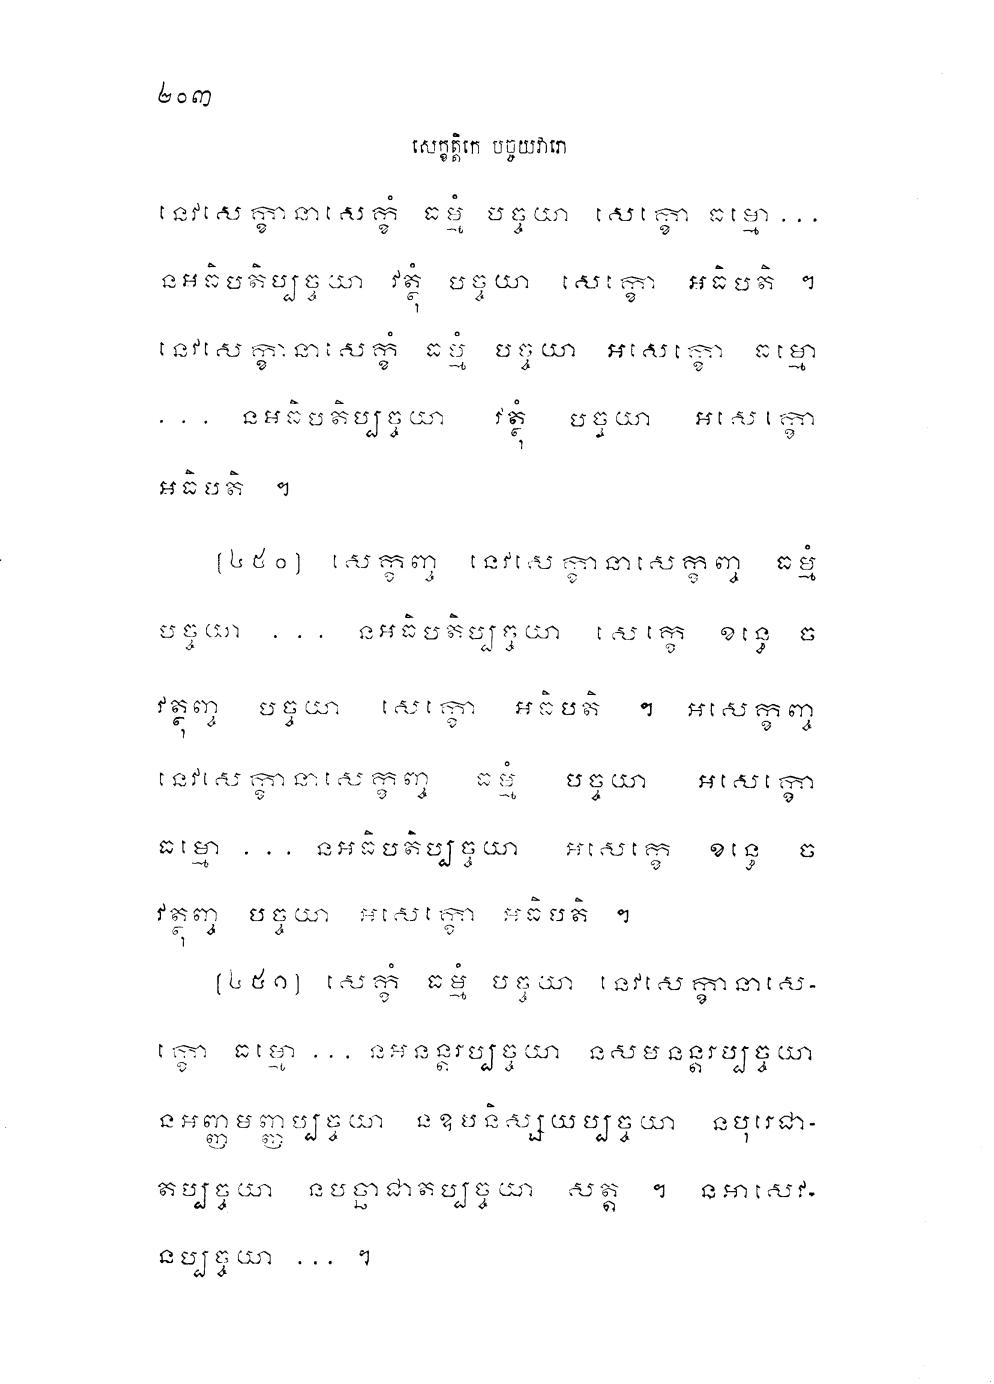 ២០៣
សេក្ខត្តិកេ បច្ចយវារោ
នេវសេក្ខានាសេក្ខំ ធម្មំ បច្ចយា សេក្ខោ ធម្មោ ...
នអធិបតិប្បច្ចយា វត្ថុំ បច្ចយា សេក្ខោ អធិបតិ ។
នេវសេក្ខានាសេក្ខំ ធម្មំ បច្ចយា អសេក្ខោ ធម្មោ
... នអធិបតិប្បច្ចយា វត្ថុំ បច្ចយា អសេក្ខោ
អធិបតិ ។
[៤៥០] សេក្ខញ្ច នេវសេក្ខានាសេក្ខញ្ច ធម្មំ
បច្ចយា ... នអធិបតិប្បច្ចយា សេក្ខេ ខន្ធេ ច
វត្ថុញ្ច បច្ចយា សេក្ខោ អធិបតិ ។ អសេក្ខញ្ច
នេវសេក្ខានាសេក្ខញ្ច ធម្មំ បច្ចយា អសេក្ខោ
ធម្មោ ... នអធិបតិប្បច្ចយា អសេក្ខេ ខន្ធេ ច
វត្ថុញ្ច បច្ចយា អសេក្ខោ អធិបតិ ។
[៤៥១] សេក្ខំ ធម្មំ បច្ចយា នេវសេក្ខានាសេ-
ក្ខោ ធម្មោ ... នអនន្តរប្បច្ចយា នសមនន្តរប្បច្ចយា
នអញ្ញមញ្ញប្បច្ចយា នឧបនិស្សយប្បច្ចយា នបុរេជា-
តប្បច្ចយា នបច្ឆាជាតប្បច្ចយា សត្ត ។ នអាសេវ-
នប្បច្ចយា ... ។